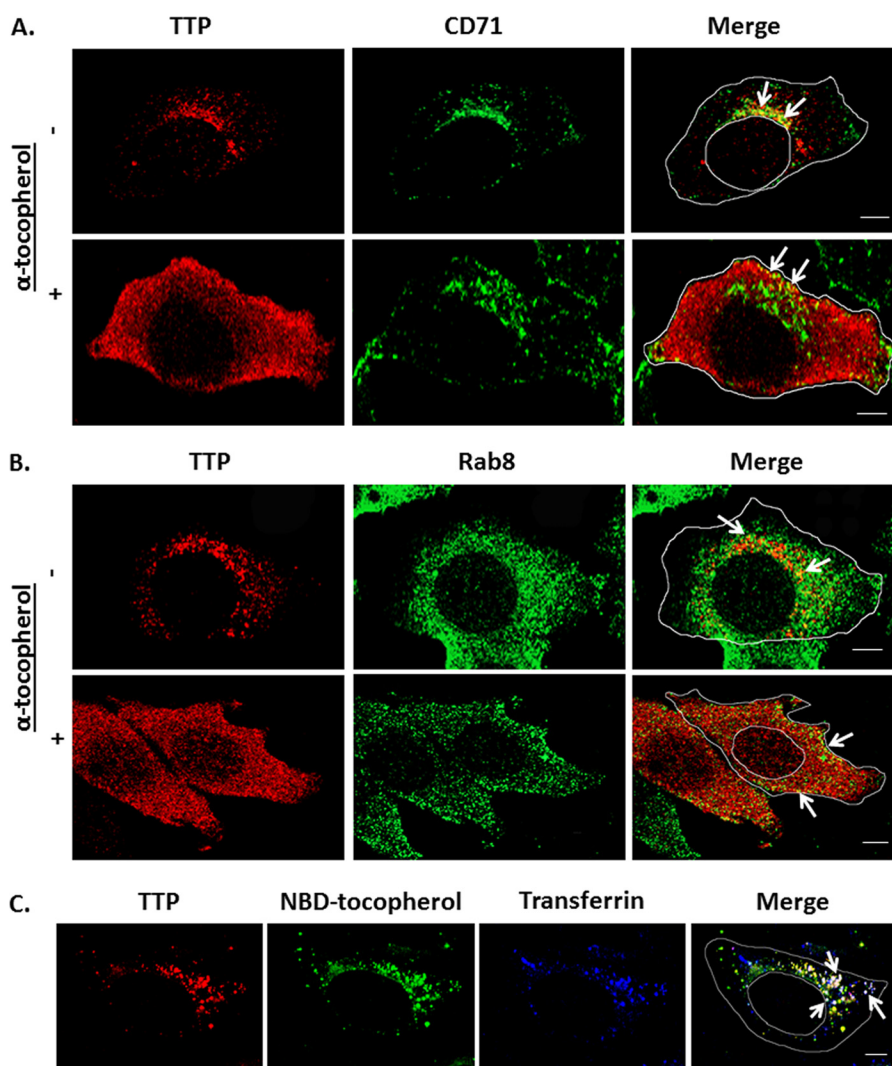 A.
TTP CD71 Merge
α-tocopherol
-
+
B.
TTP Rab8 Merge
α-tocopherol
-
+
C.
TTP NBD-tocopherol Transferrin Merge